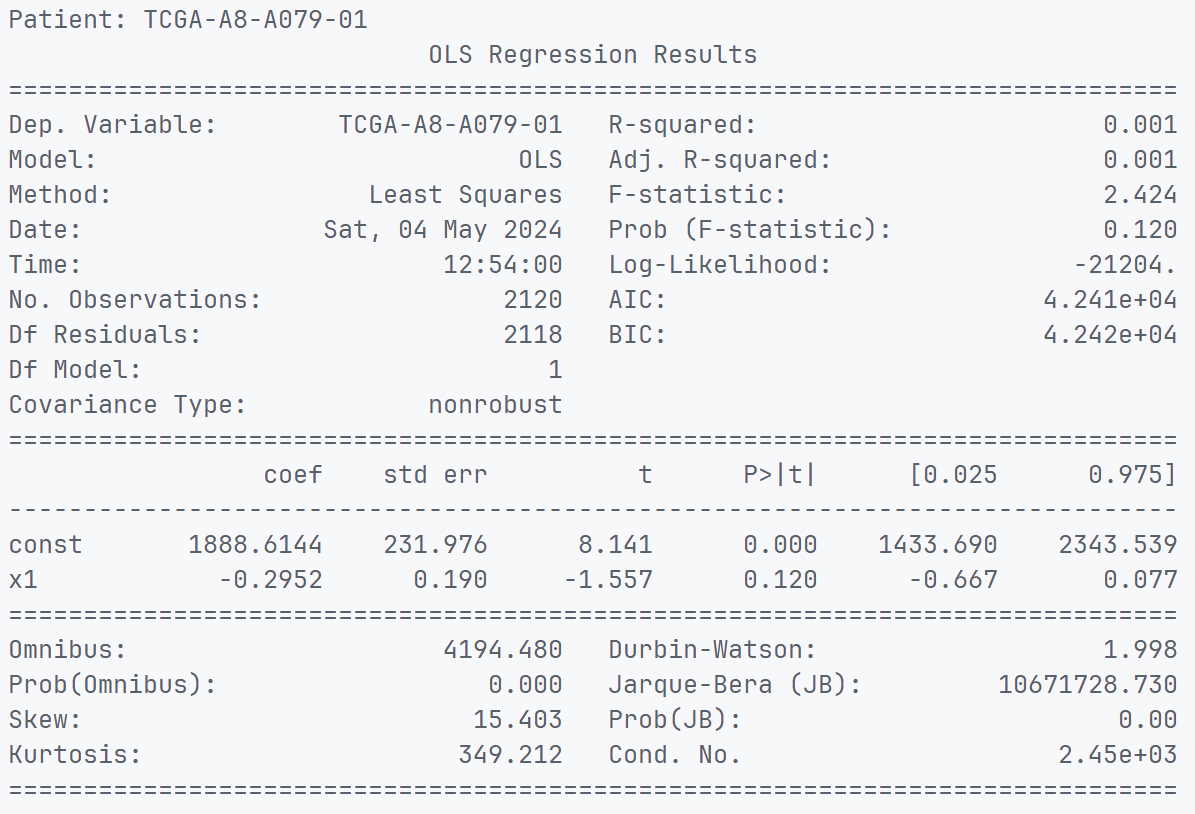 Patient: TCGA-A8-A079-01
                            OLS Regression Results
==============================================================================
Dep. Variable:        TCGA-A8-A079-01   R-squared:                       0.001
Model:                            OLS   Adj. R-squared:                  0.001
Method:                 Least Squares   F-statistic:                     2.424
Date:                Sat, 04 May 2024   Prob (F-statistic):              0.120
Time:                        12:54:00   Log-Likelihood:                -21204.
No. Observations:                2120   AIC:                         4.241e+04
Df Residuals:                    2118   BIC:                         4.242e+04
Df Model:                           1
Covariance Type:            nonrobust
==============================================================================
                 coef    std err          t      P>|t|      [0.025      0.975]
------------------------------------------------------------------------------
const       1888.6144    231.976      8.141      0.000    1433.690    2343.539
x1            -0.2952      0.190     -1.557      0.120      -0.667       0.077
==============================================================================
Omnibus:                     4194.480   Durbin-Watson:                   1.998
Prob(Omnibus):                  0.000   Jarque-Bera (JB):         10671728.730
Skew:                          15.403   Prob(JB):                         0.00
Kurtosis:                     349.212   Cond. No.                     2.45e+03
==============================================================================